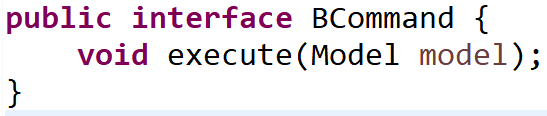 public interface BCommand {
    void execute(Model model);
}